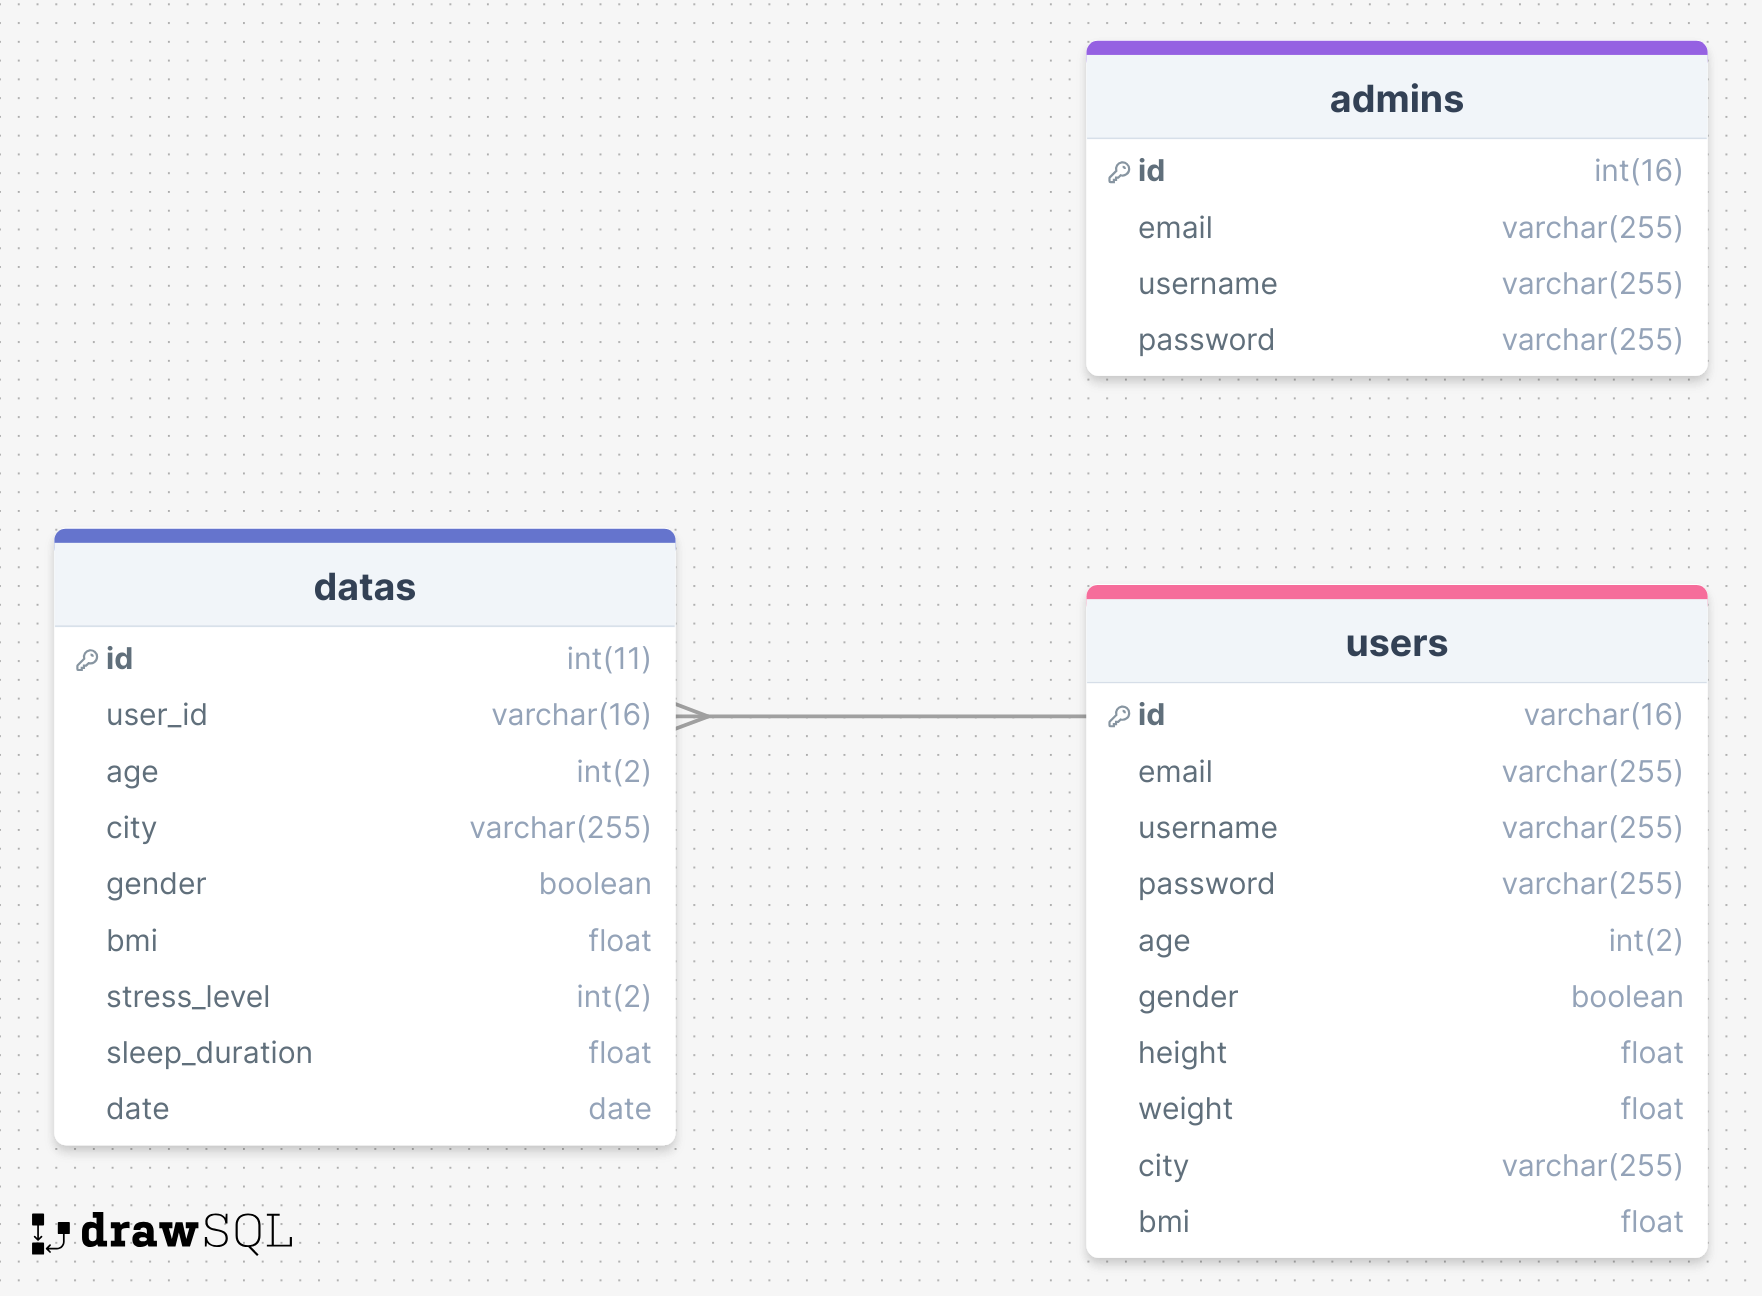 admins
id int(16)
email varchar(255)
username varchar(255)
password varchar(255)
datas
id int(11)
user_id varchar(16)
age int(2)
city varchar(255)
gender boolean
bmi float
stress_level int(2)
sleep_duration float
date date
users
id varchar(16)
email varchar(255)
username varchar(255)
password varchar(255)
age int(2)
gender boolean
height float
weight float
city varchar(255)
bmi float
drawSQL